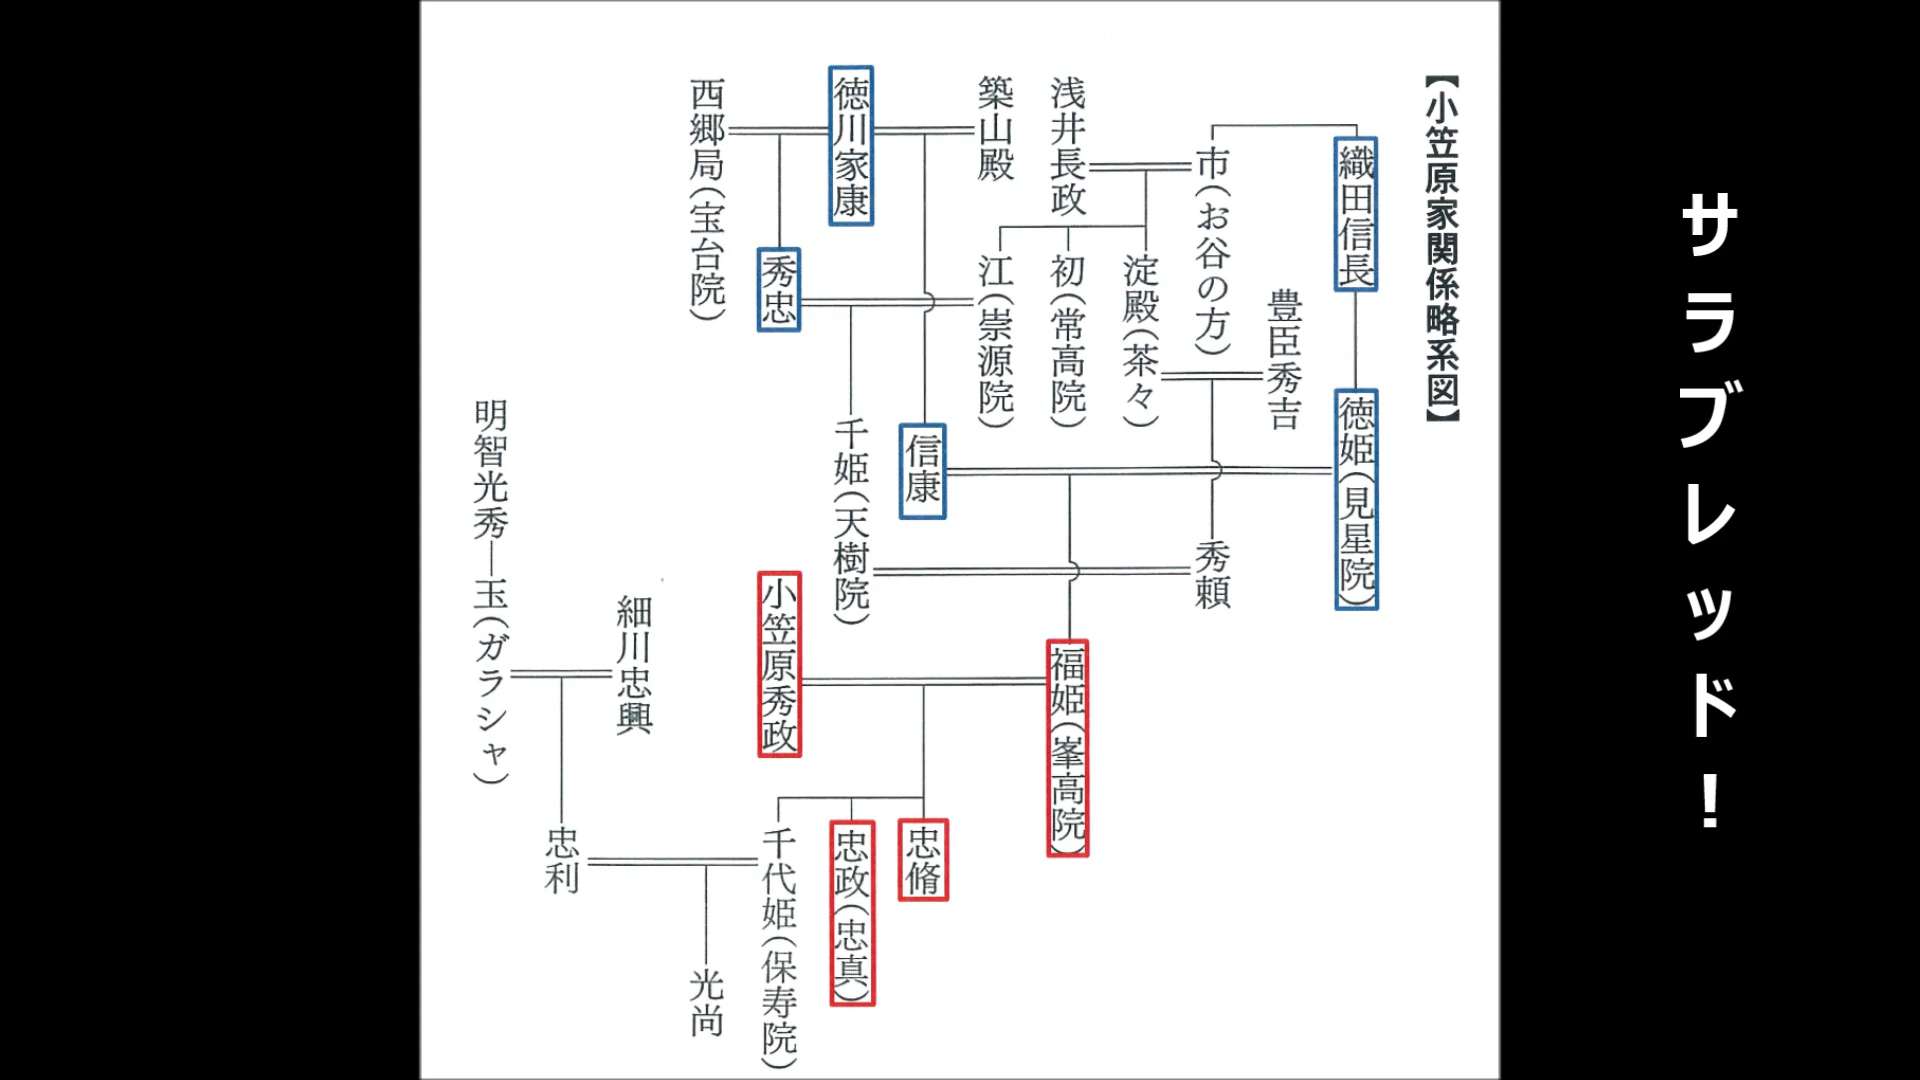 サラブレッド！
【小笠原家関係略系図】
織田信長
徳姫（見星院）
豊臣秀吉
市（お谷の方）
秀頼
淀殿（茶々）
浅井長政
初（常高院）
福姫（峯高院）
築山殿
江（崇源院）
信康
忠脩
徳川家康
千姫（天樹院）
忠政（忠真）
秀忠
小笠原秀政
千代姫（保寿院）
西郷局（宝台院）
光尚
細川忠興
忠利
明智光秀―玉（ガラシャ）